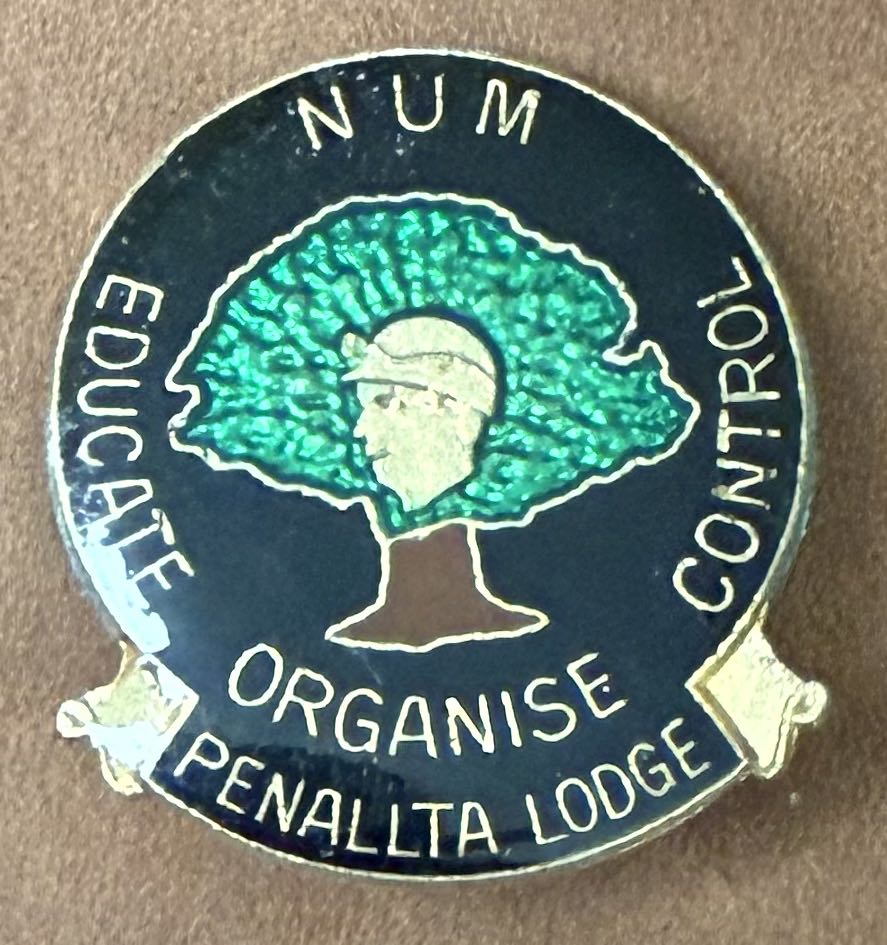 NUM
EDUCATE
ORGANISE
CONTROL
PENALLTA LODGE